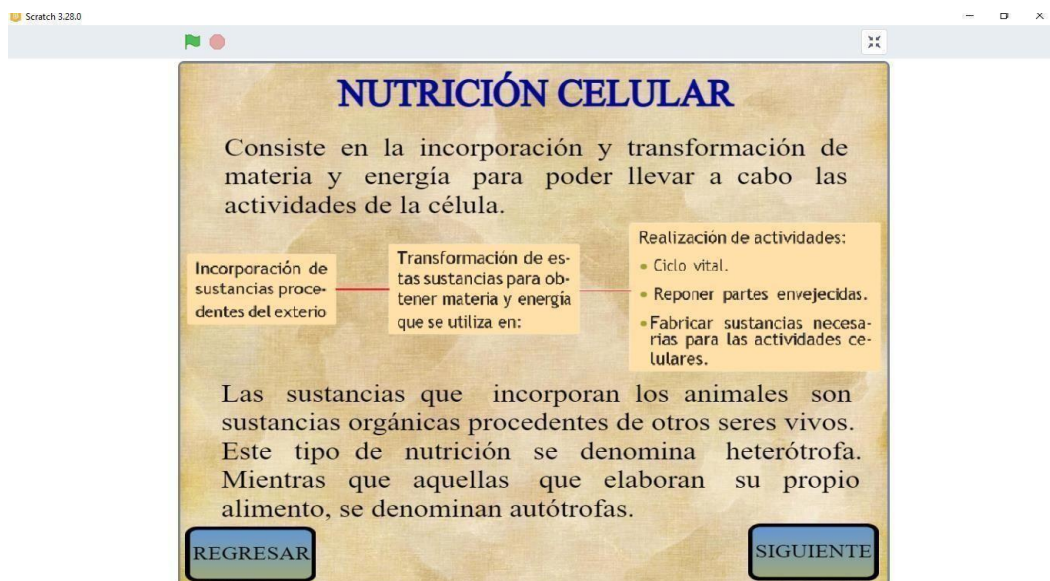 Scratch 3.28.0
NUTRICIÓN CELULAR
Consiste en la incorporación y transformación de
materia y energía para poder llevar a cabo las
actividades de la célula.
Incorporación de
sustancias proce-
dentes del exterio
Transformación de es-
tas sustancias para ob-
tener materia y energía
que se utiliza en:
Realización de actividades:
• Ciclo vital.
• Reponer partes envejecidas.
• Fabricar sustancias necesa-
rias para las actividades ce-
lulares.
Las sustancias que incorporan los animales son
sustancias orgánicas procedentes de otros seres vivos.
Este tipo de nutrición se denomina heterótrofa.
Mientras que aquellas que elaboran su propio
alimento, se denominan autótrofas.
REGRESAR
SIGUIENTE